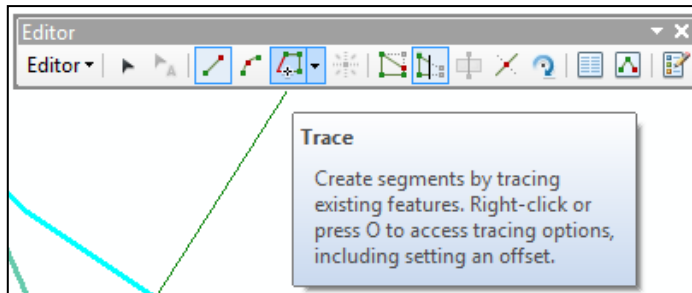 Editor
Editor
Trace
Create segments by tracing
existing features. Right-click or
press O to access tracing options,
including setting an offset.